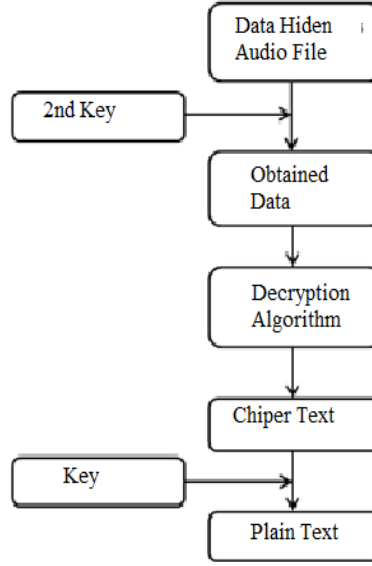 Data Hiden
Audio File
2nd Key
Obtained
Data
Decryption
Algorithm
Chiper Text
Key
Plain Text